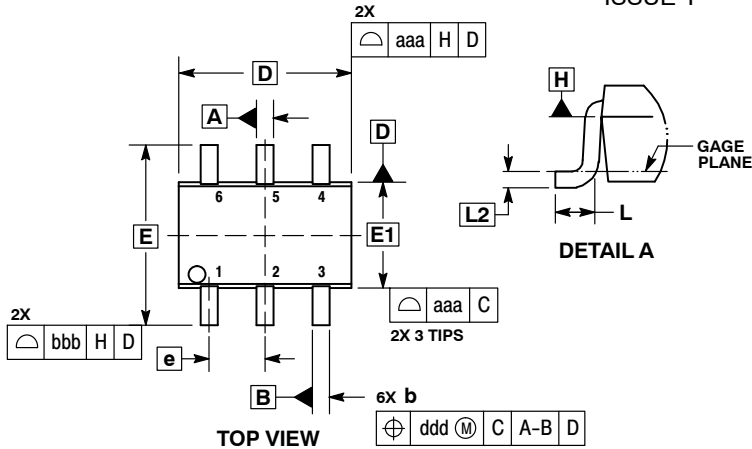 ISSUE Y
2X
⌓ aaa H D
D
A
D
H
GAGE
PLANE
6 5 4
E
E1
L2
L
DETAIL A
1 2 3
2X
⌓ bbb H D
⌓ aaa C
2X 3 TIPS
e
B
6X b
⌖ ddd Ⓜ C A-B D
TOP VIEW